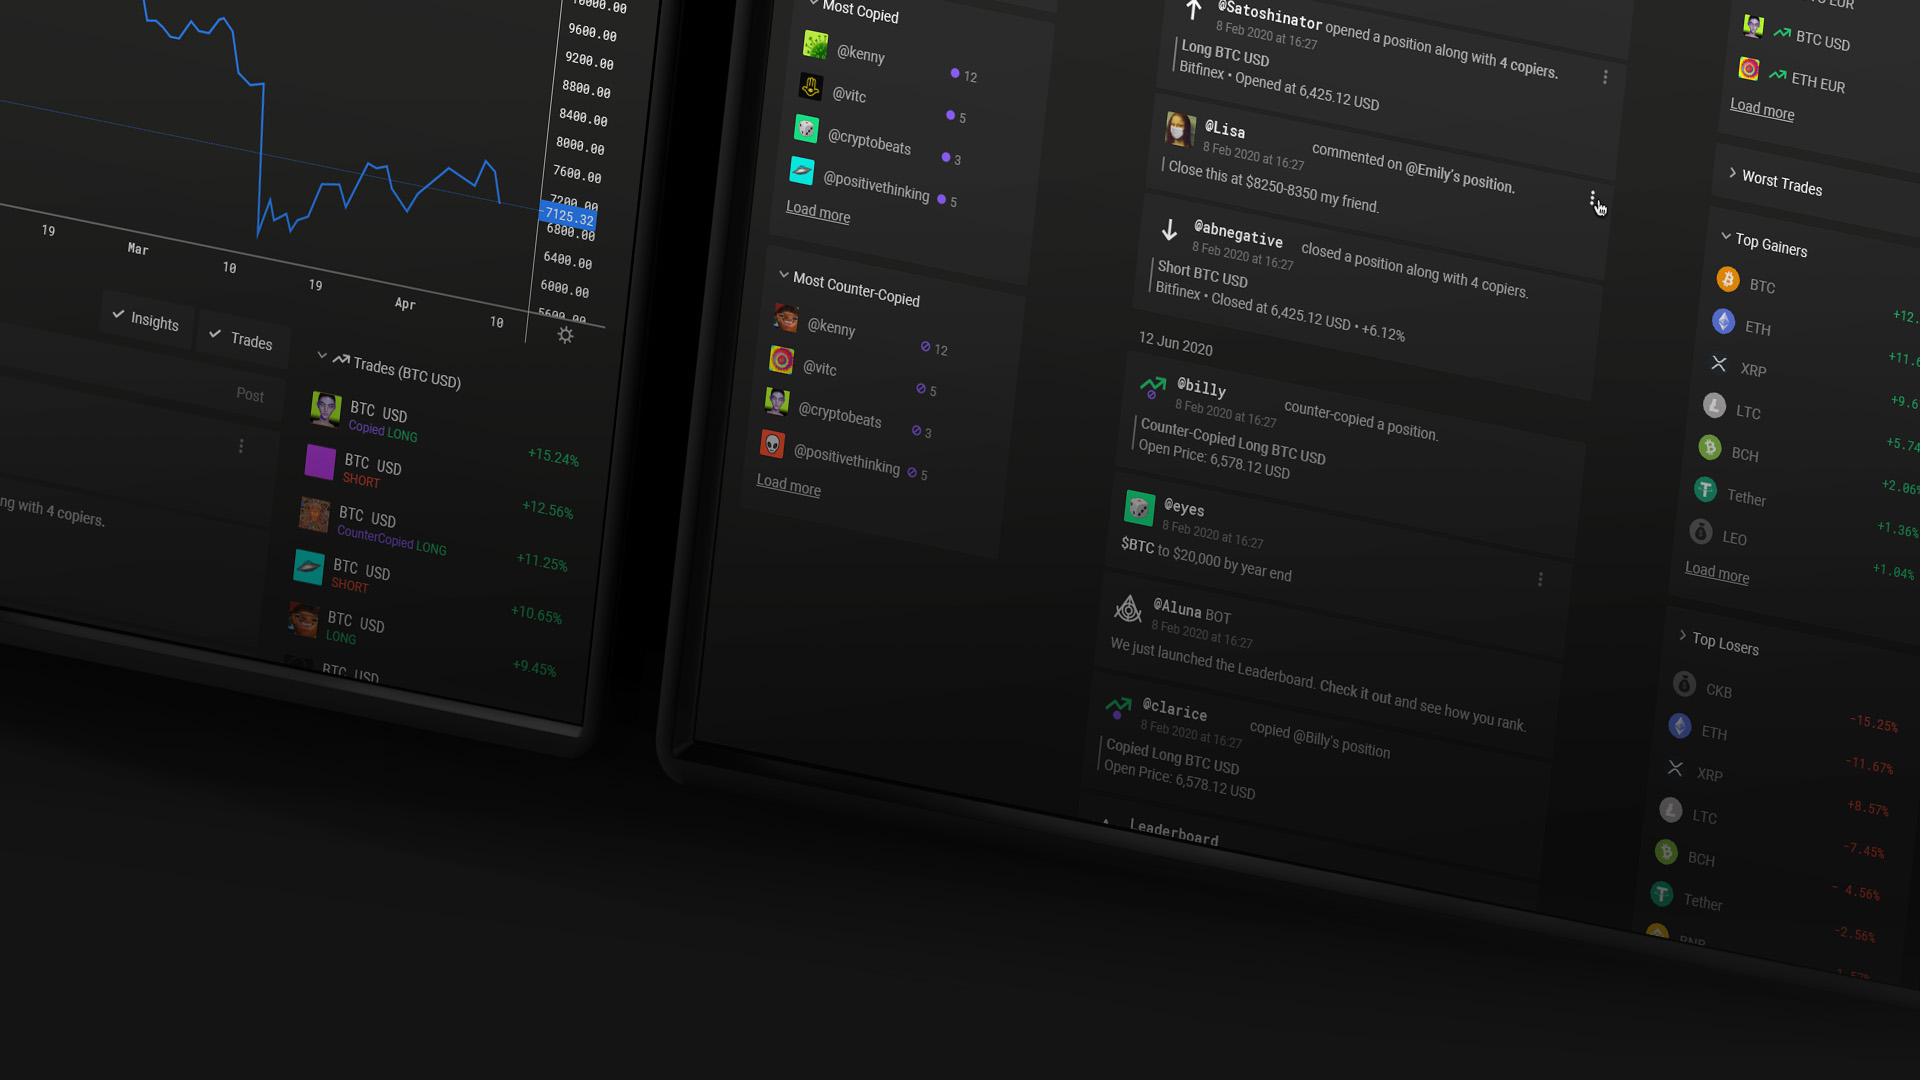 10000.00
9600.00
9200.00
8800.00
8400.00
8000.00
7600.00
7200.00
7125.32
6800.00
6400.00
6000.00
5600.00
19
Mar
10
19
Apr
10
Insights
Trades
Post
ng with 4 copiers.
Trades (BTC USD)
BTC USD
Copied LONG
+15.24%
BTC USD
SHORT
+12.56%
BTC USD
CounterCopied LONG
+11.25%
BTC USD
SHORT
+10.65%
BTC USD
LONG
+9.45%
BTC USD
Most Copied
@kenny
12
@vitc
5
@cryptobeats
3
@positivethinking
5
Load more
Most Counter-Copied
@kenny
12
@vitc
5
@cryptobeats
3
@positivethinking
5
Load more
@Satoshinator opened a position along with 4 copiers.
8 Feb 2020 at 16:27
Long BTC USD
Bitfinex • Opened at 6,425.12 USD
@Lisa commented on @Emily's position.
8 Feb 2020 at 16:27
Close this at $8250-8350 my friend.
@abnegative closed a position along with 4 copiers.
8 Feb 2020 at 16:27
Short BTC USD
Bitfinex • Closed at 6,425.12 USD • +6.12%
12 Jun 2020
@billy counter-copied a position.
8 Feb 2020 at 16:27
Counter-Copied Long BTC USD
Open Price: 6,578.12 USD
@eyes
8 Feb 2020 at 16:27
$BTC to $20,000 by year end
@Aluna BOT
8 Feb 2020 at 16:27
We just launched the Leaderboard. Check it out and see how you rank.
@clarice copied @Billy's position
8 Feb 2020 at 16:27
Copied Long BTC USD
Open Price: 6,578.12 USD
Leaderboard
EUR
BTC USD
ETH EUR
Load more
Worst Trades
Top Gainers
BTC
+12.
ETH
+11.6
XRP
+9.6
LTC
+5.74
BCH
+2.06%
Tether
+1.36%
LEO
+1.04%
Load more
Top Losers
CKB
-15.25%
ETH
-11.67%
XRP
+8.57%
LTC
-7.45%
BCH
- 4.56%
Tether
-2.56%
BNB
1.57%